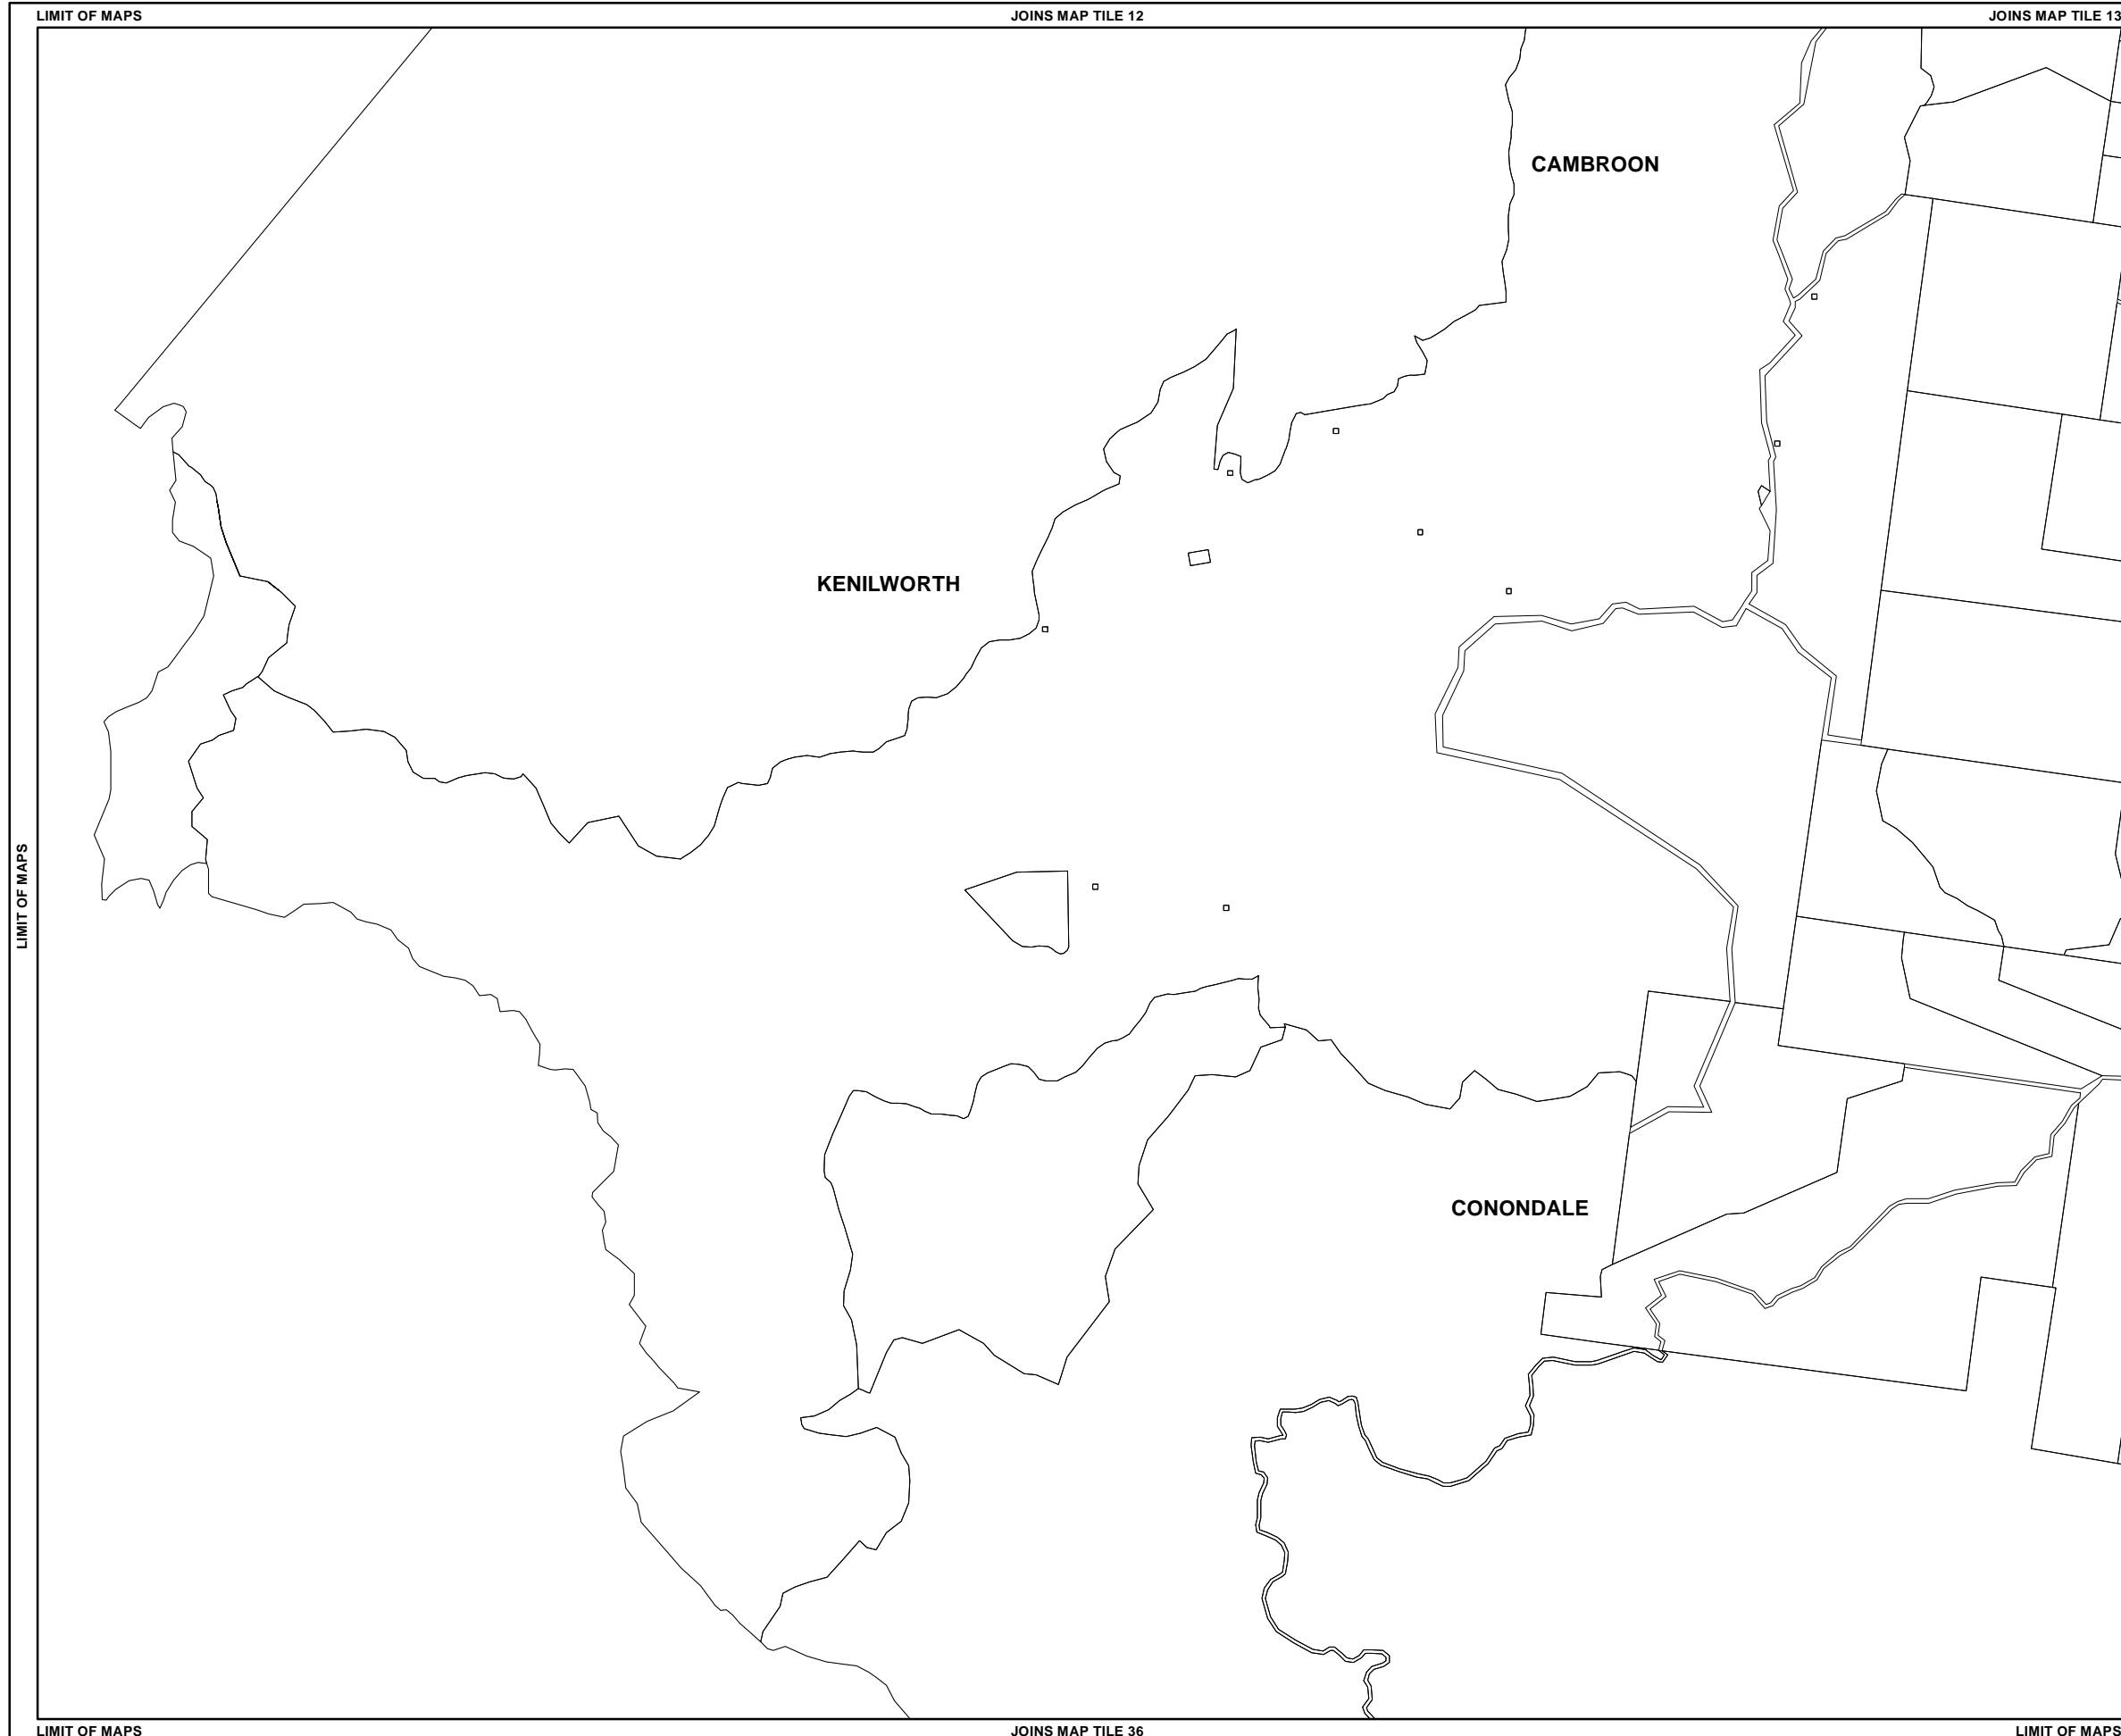 LIMIT OF MAPS
JOINS MAP TILE 12
JOINS MAP TILE 13
CAMBROON
KENILWORTH
LIMIT OF MAPS
CONONDALE
LIMIT OF MAPS
JOINS MAP TILE 36
LIMIT OF MAPS